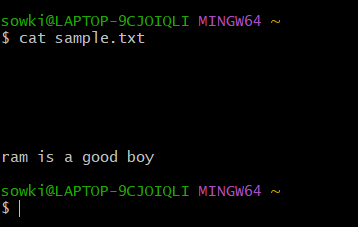 sowki@LAPTOP-9CJOIQLI MINGW64 ~
$ cat sample.txt
ram is a good boy
sowki@LAPTOP-9CJOIQLI MINGW64 ~
$